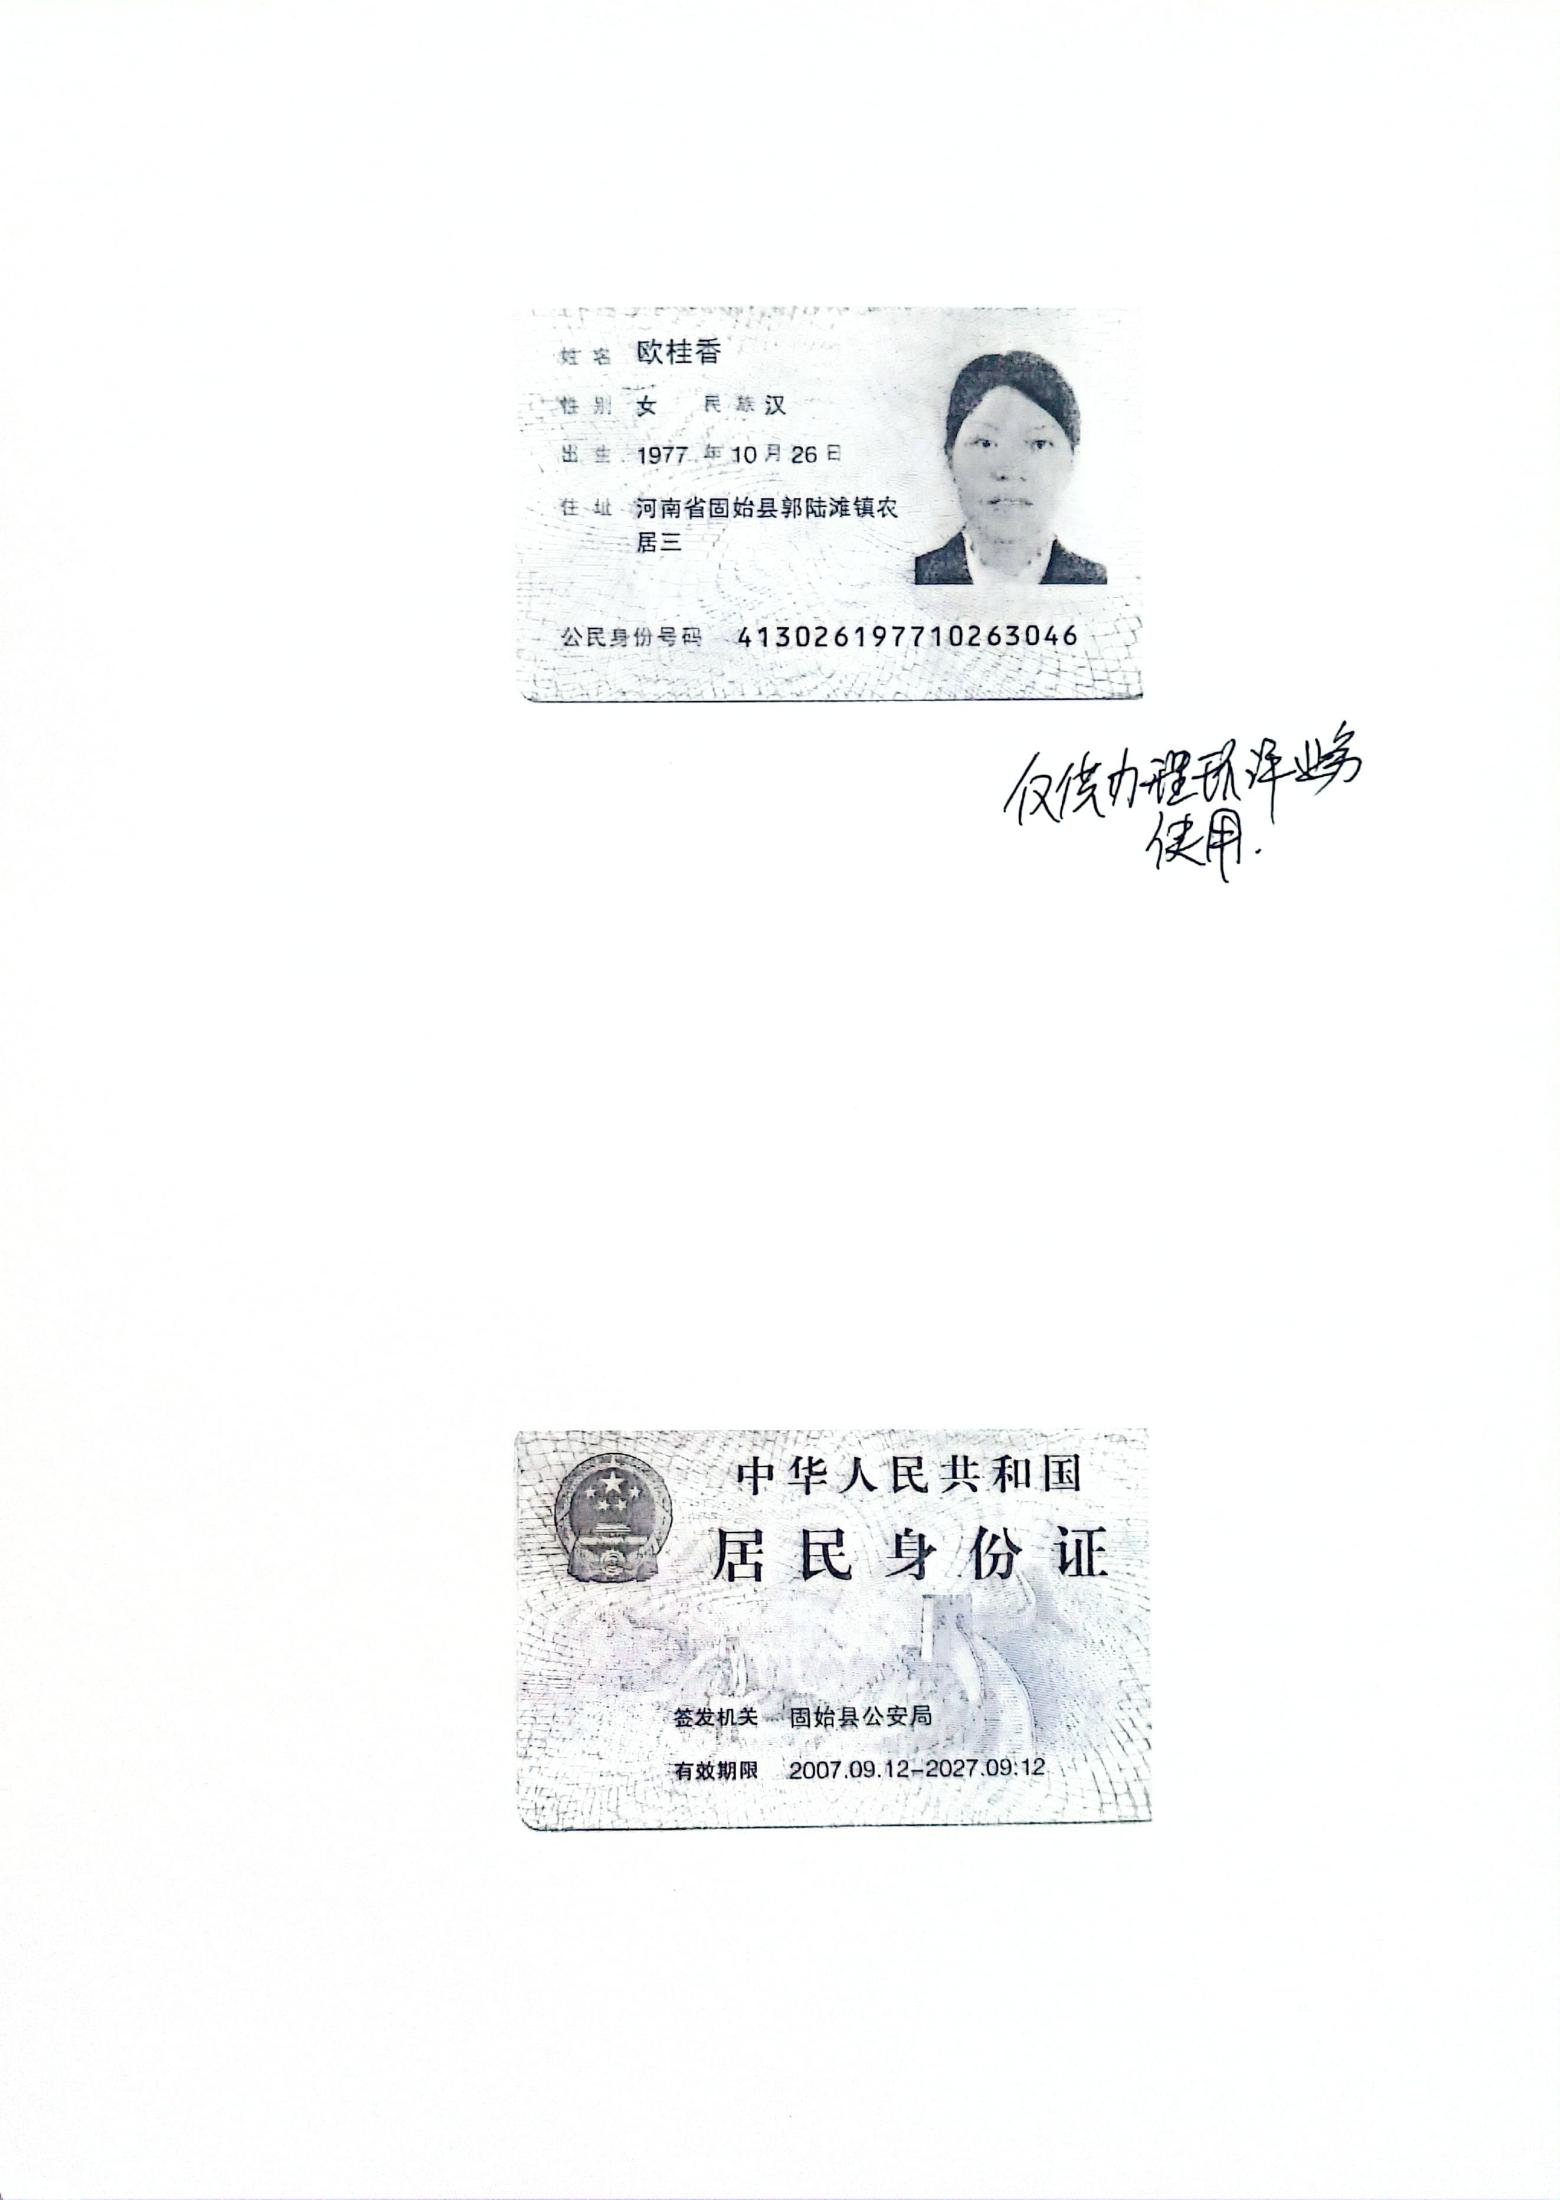 姓名 欧桂香
性别 女 民族 汉
出生 1977 年 10 月 26 日
住址 河南省固始县郭陆滩镇农
居三
公民身份号码 413026197710263046
仅供办理环评业务
使用.
中华人民共和国
居民身份证
签发机关 固始县公安局
有效期限 2007.09.12-2027.09.12